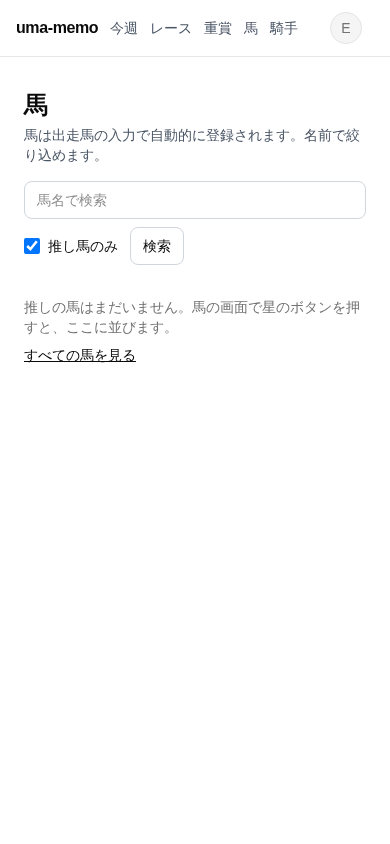 uma-memo 今週 レース 重賞 馬 騎手 E
馬
馬は出走馬の入力で自動的に登録されます。名前で絞
り込めます。
馬名で検索
推し馬のみ 検索
推しの馬はまだいません。馬の画面で星のボタンを押
すと、ここに並びます。
すべての馬を見る